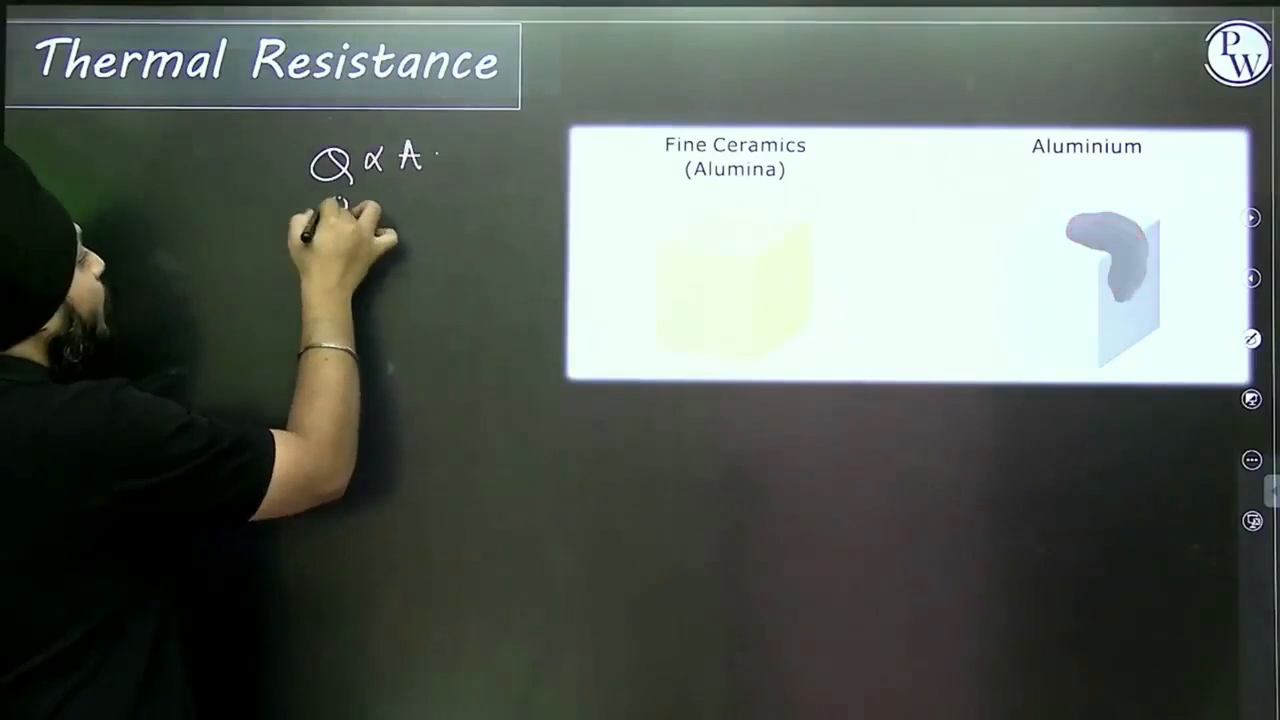 Thermal Resistance
P
W
Q ∝ A
Fine Ceramics
(Alumina)
Aluminium